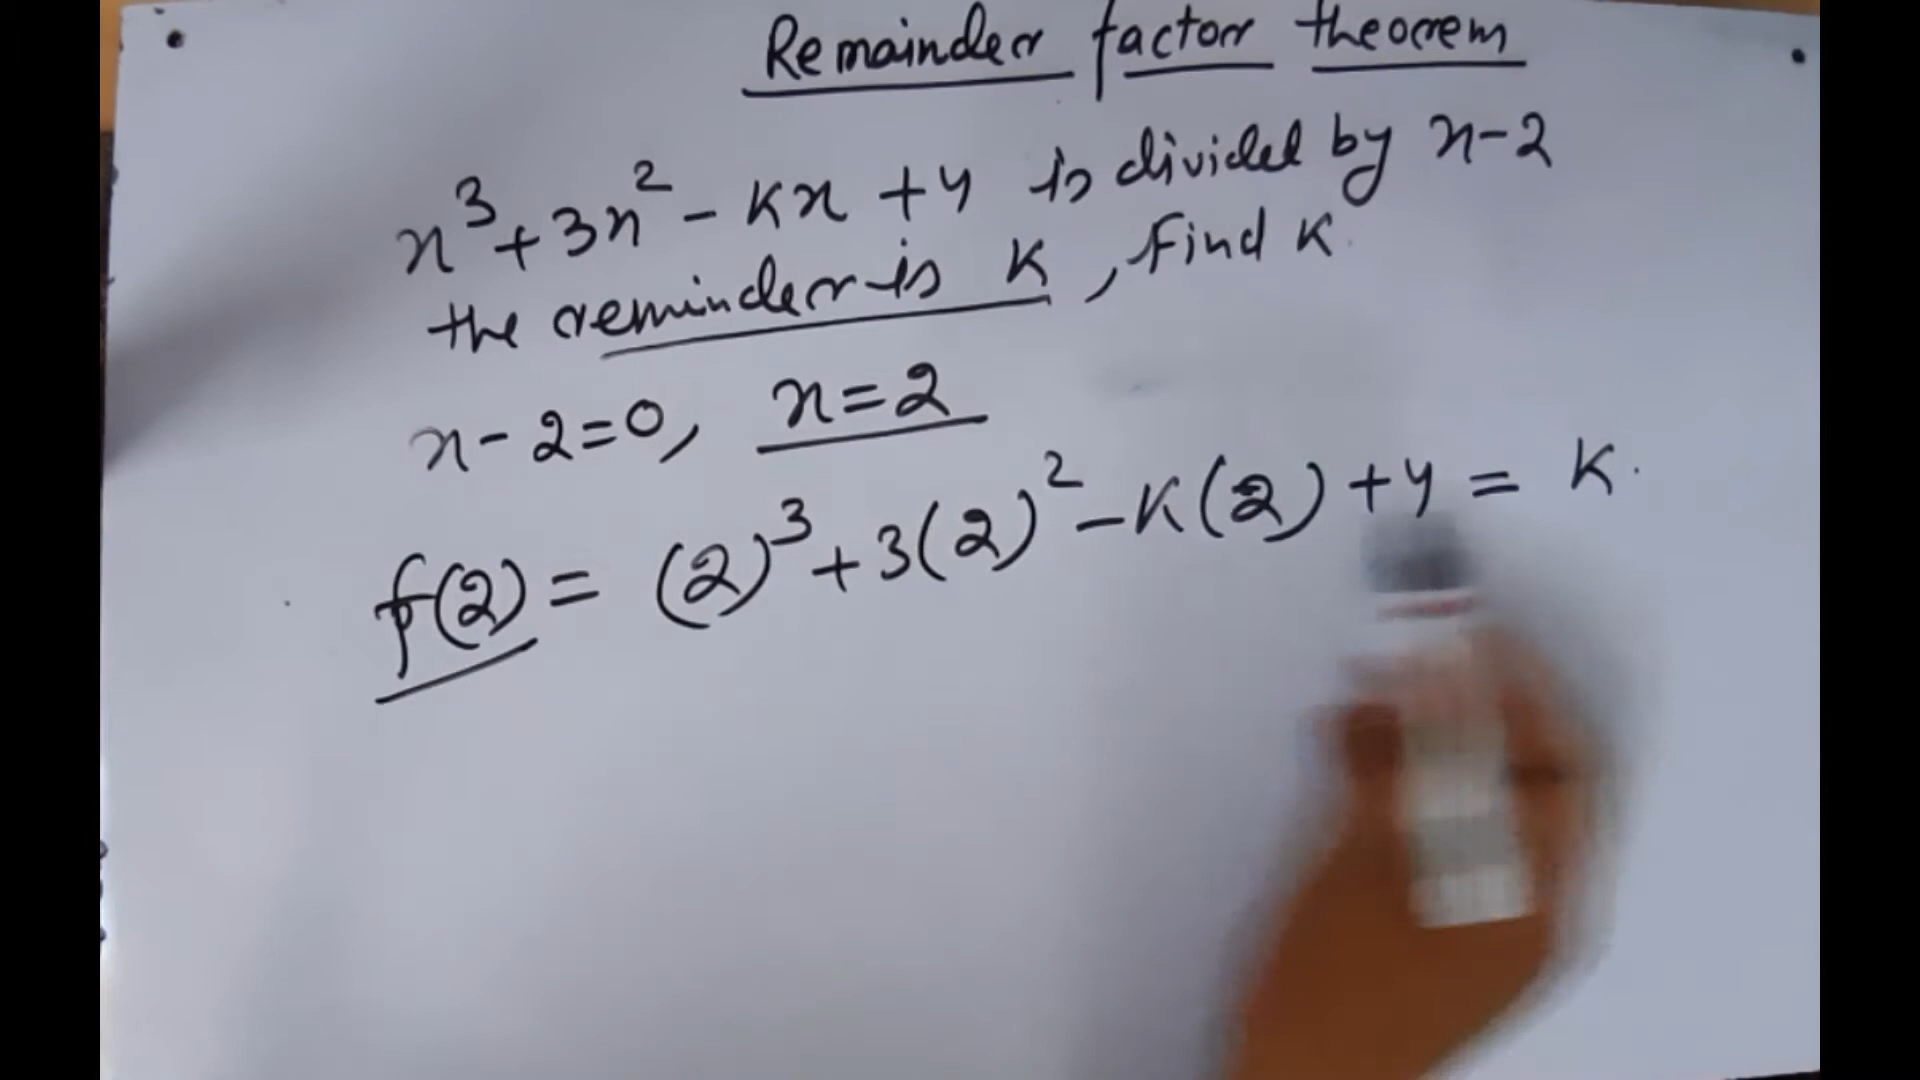 Remainder factor theorem
x³+3x²-kx+4 is divided by x-2
the reminder is K, Find K.
x-2=0, x=2
f(2) = (2)³+3(2)²-K(2)+4 = K.